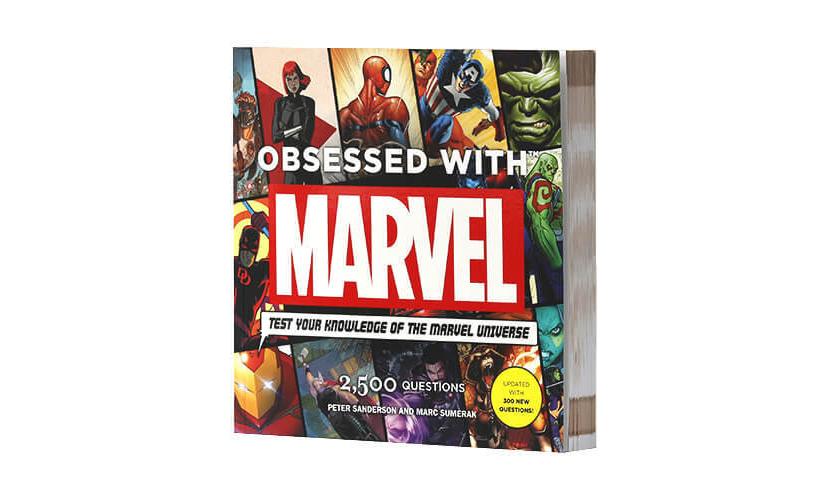 OBSESSED WITH™
MARVEL
TEST YOUR KNOWLEDGE OF THE MARVEL UNIVERSE
2,500 QUESTIONS
PETER SANDERSON AND MARC SUMERAK
UPDATED
WITH
300 NEW
QUESTIONS!